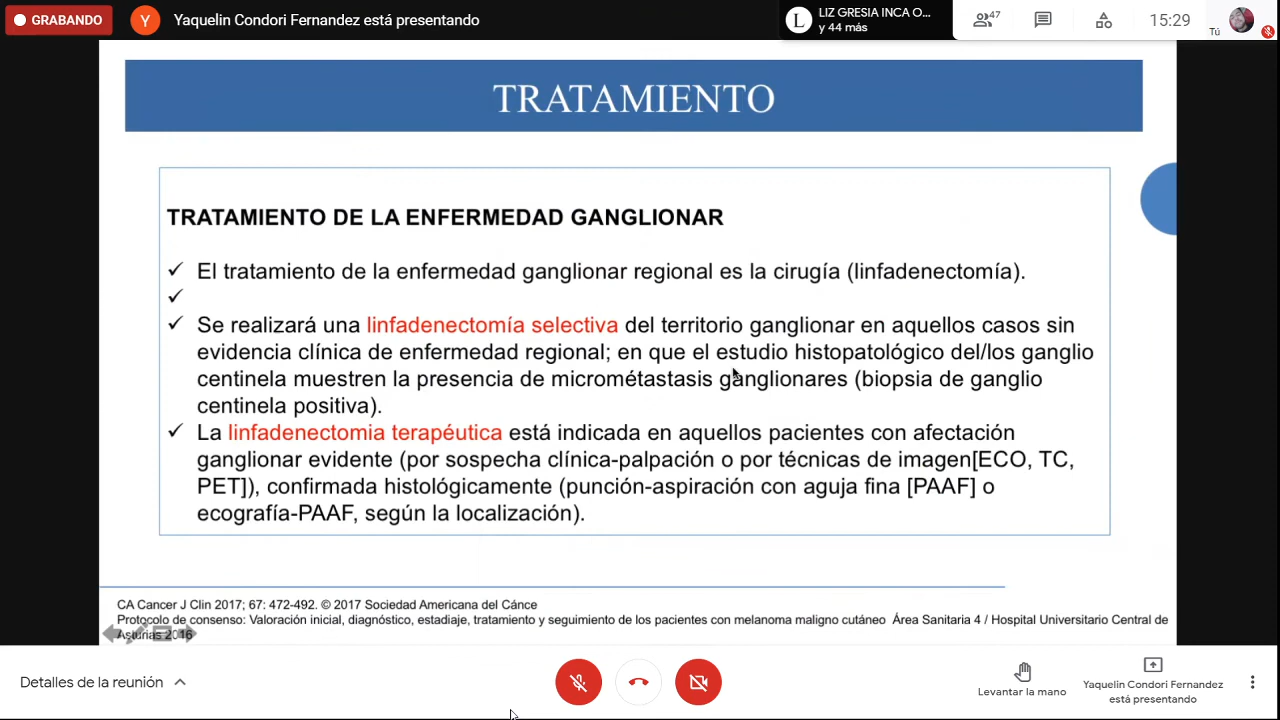 GRABANDO
Y
Yaquelin Condori Fernandez está presentando
L
LIZ GRESIA INCA O...
y 44 más
47
15:29
Tú
TRATAMIENTO
TRATAMIENTO DE LA ENFERMEDAD GANGLIONAR
✓ El tratamiento de la enfermedad ganglionar regional es la cirugía (linfadenectomía).
✓
✓ Se realizará una linfadenectomía selectiva del territorio ganglionar en aquellos casos sin
evidencia clínica de enfermedad regional; en que el estudio histopatológico del/los ganglio
centinela muestren la presencia de micrométastasis ganglionares (biopsia de ganglio
centinela positiva).
✓ La linfadenectomia terapéutica está indicada en aquellos pacientes con afectación
ganglionar evidente (por sospecha clínica-palpación o por técnicas de imagen[ECO, TC,
PET]), confirmada histológicamente (punción-aspiración con aguja fina [PAAF] o
ecografía-PAAF, según la localización).
CA Cancer J Clin 2017; 67: 472-492. © 2017 Sociedad Americana del Cánce
Protocolo de consenso: Valoración inicial, diagnóstico, estadiaje, tratamiento y seguimiento de los pacientes con melanoma maligno cutáneo Área Sanitaria 4 / Hospital Universitario Central de
Asturias 2016
Detalles de la reunión
Levantar la mano
Yaquelin Condori Fernandez
está presentando